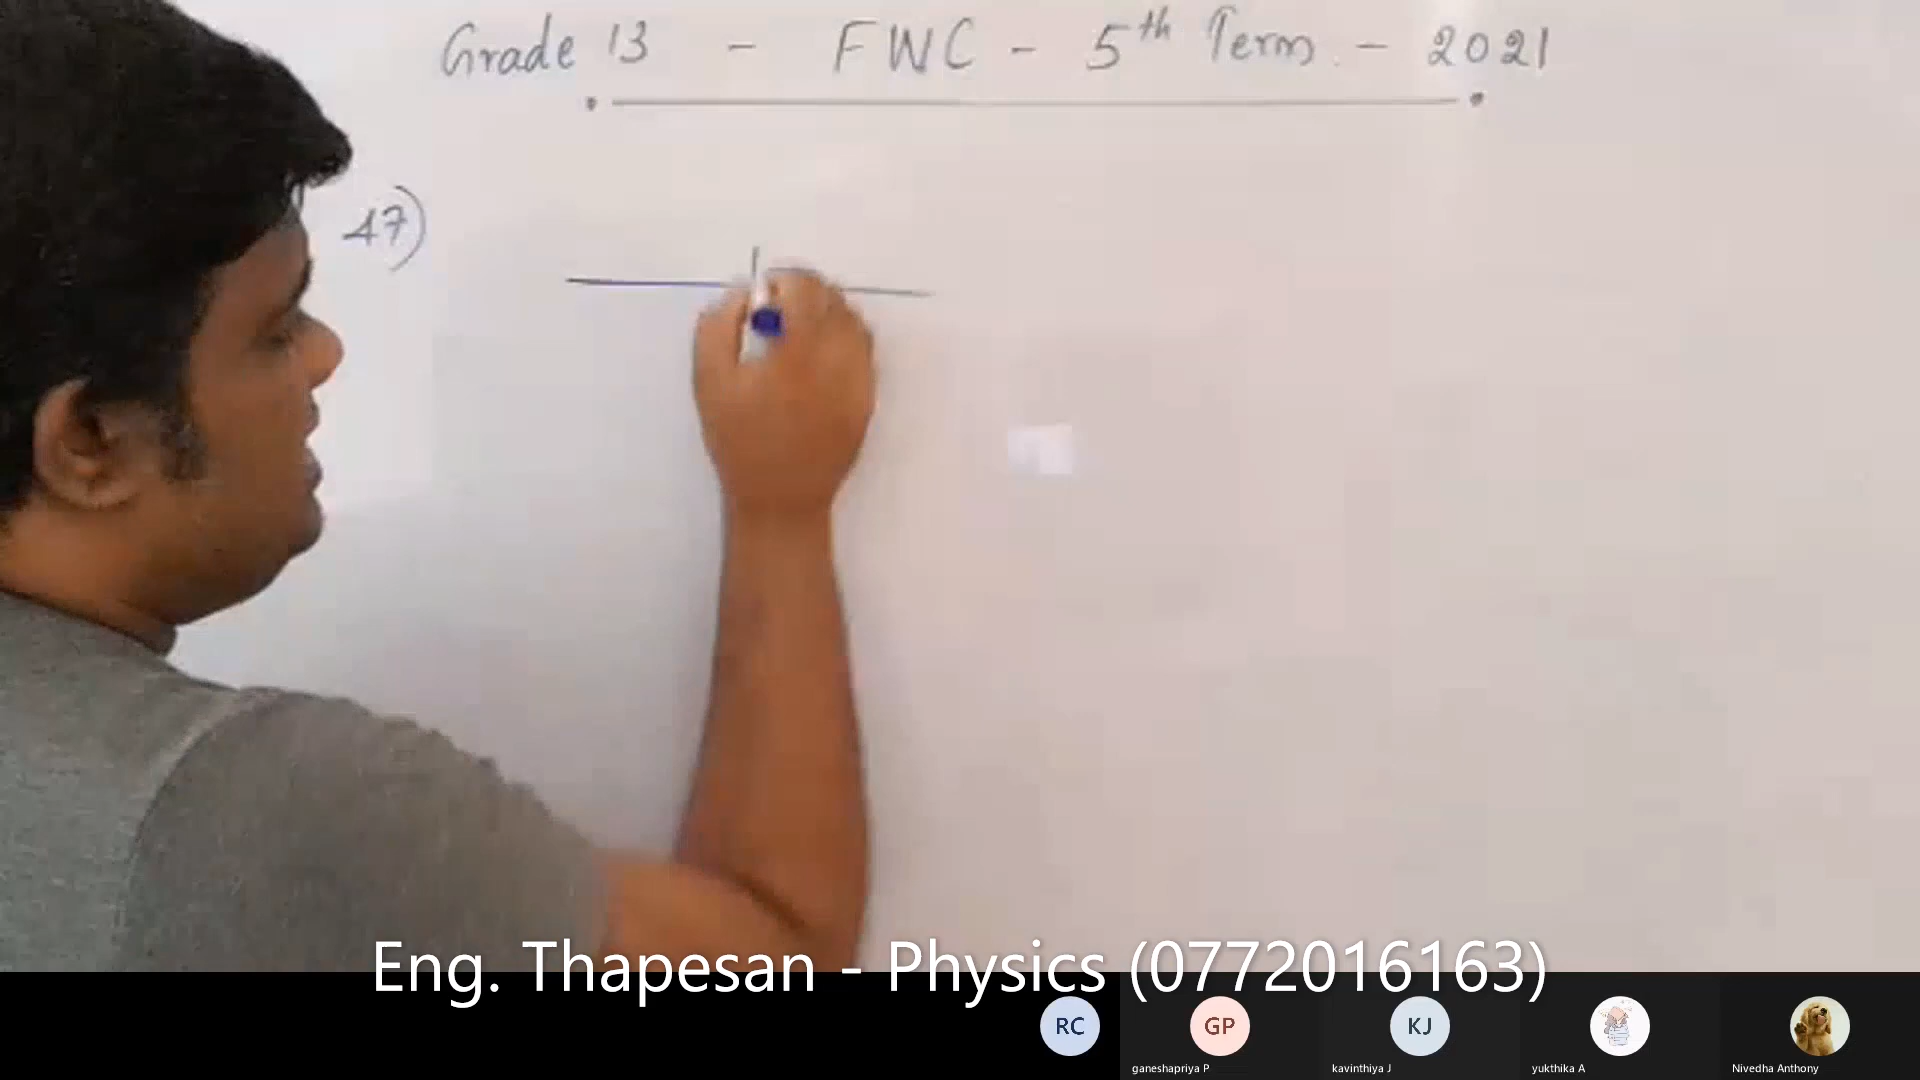 Grade 13 - FWC - 5th Term - 2021
47)
Eng. Thapesan - Physics (0772016163)
RC
GP
KJ
ganeshapriya P
kavinthiya J
yukthika A
Nivedha Anthony